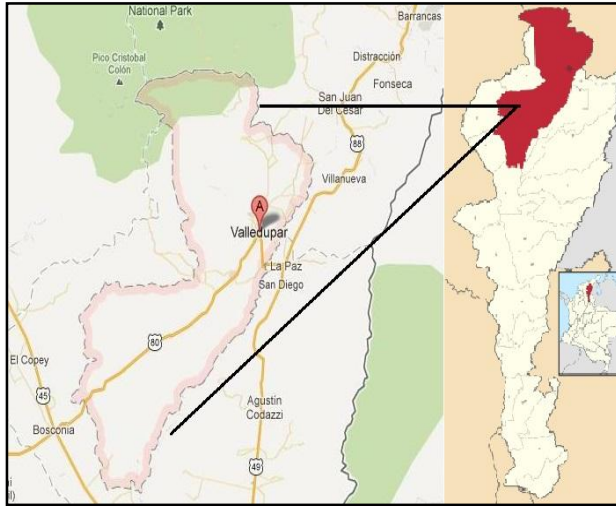 National Park
Barrancas
Pico Cristobal
Colón
Distracción
Fonseca
San Juan
Del Cesar
88
Villanueva
A
Valledupar
La Paz
San Diego
80
El Copey
45
Bosconia
Agustin
Codazzi
49